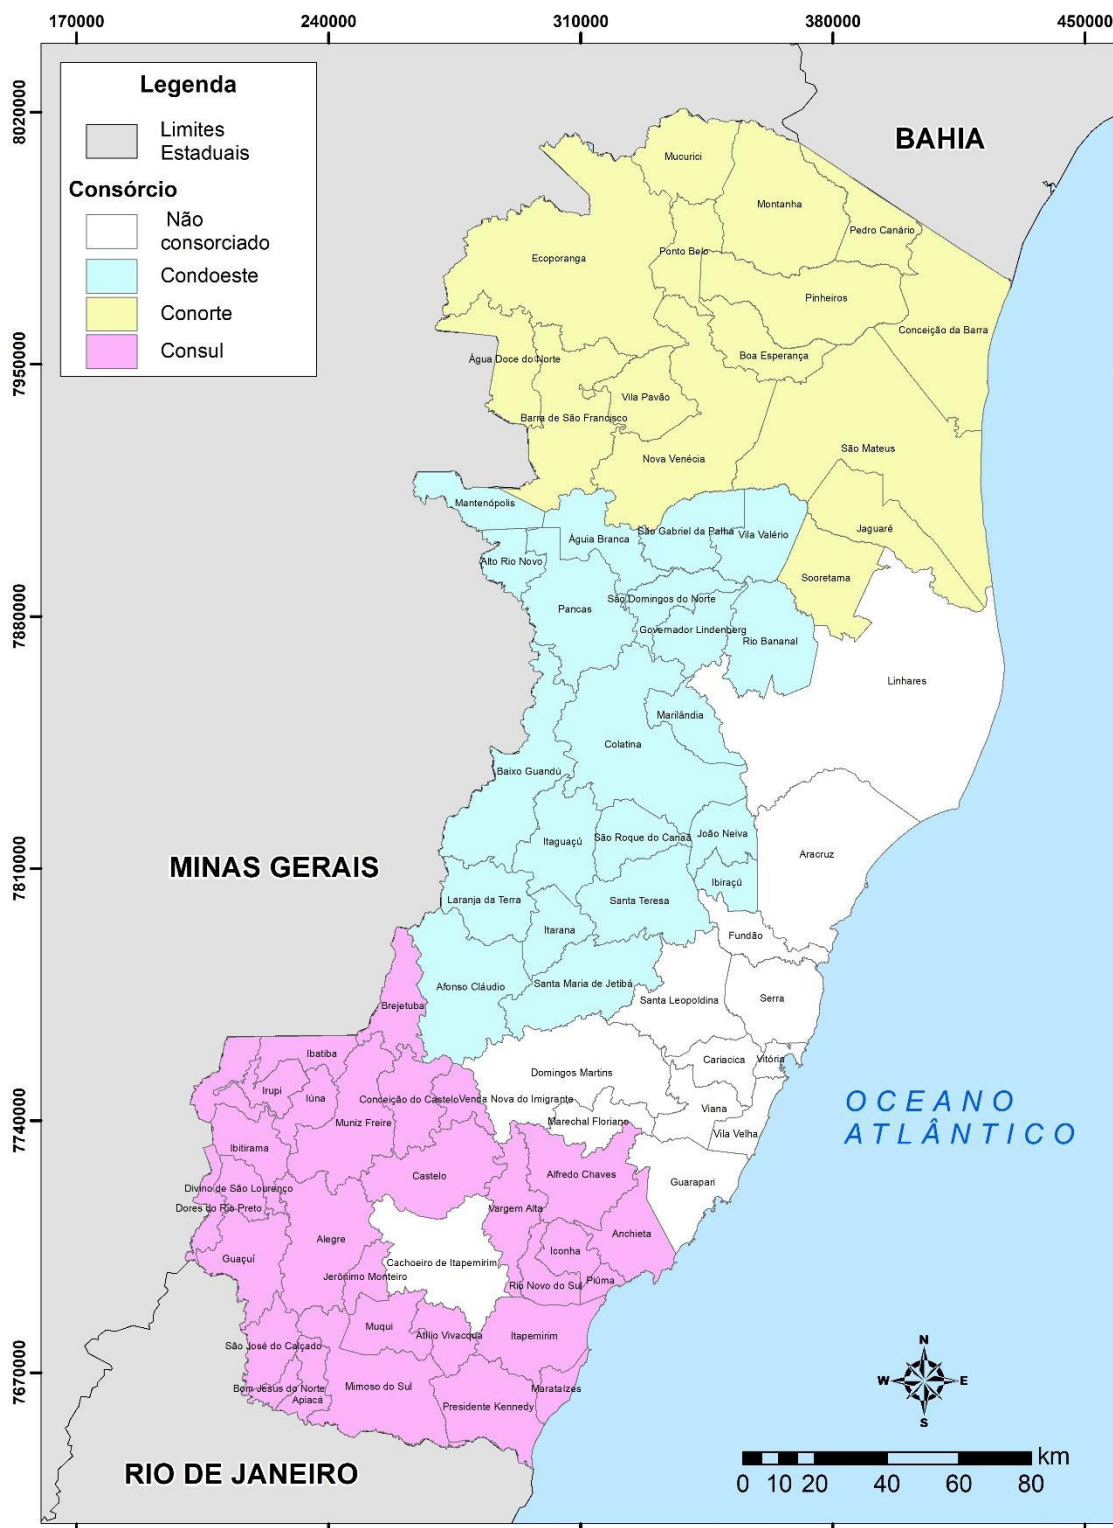 170000 240000 310000 380000 450000
8020000
7950000
7880000
7810000
7740000
7670000
Legenda
Limites
Estaduais
Consórcio
Não
consorciado
Condoeste
Conorte
Consul
BAHIA
Mucurici
Montanha
Pedro Canário
Ponto Belo
Ecoporanga
Pinheiros
Conceição da Barra
Água Doce do Norte
Boa Esperança
Vila Pavão
Barra de São Francisco
São Mateus
Nova Venécia
Mantenópolis
Jaguaré
São Gabriel da Palha
Vila Valério
Águia Branca
Alto Rio Novo
Sooretama
São Domingos do Norte
Pancas
Governador Lindenberg
Rio Bananal
Linhares
Marilândia
Colatina
Baixo Guandú
São Roque do Canaã
João Neiva
Itaguaçú
Aracruz
MINAS GERAIS
Ibiraçú
Laranja da Terra
Santa Teresa
Itarana
Fundão
Afonso Cláudio
Santa Maria de Jetibá
Santa Leopoldina
Serra
Brejetuba
Ibatiba
Cariacica
Vitória
Domingos Martins
Irupi
Iúna
Conceição do Castelo
Venda Nova do Imigrante
Viana
Muniz Freire
Marechal Floriano
Vila Velha
OCEANO
ATLÂNTICO
Ibitirama
Castelo
Alfredo Chaves
Guarapari
Divino de São Lourenço
Dores do Rio Preto
Vargem Alta
Anchieta
Alegre
Iconha
Guaçuí
Cachoeiro de Itapemirim
Jerônimo Monteiro
Rio Novo do Sul
Piúma
Muqui
Atílio Vivacqua
Itapemirim
São José do Calçado
Bom Jesus do Norte
Mimoso do Sul
Marataízes
Apiacá
Presidente Kennedy
RIO DE JANEIRO
N
W E
S
km
0 10 20 40 60 80